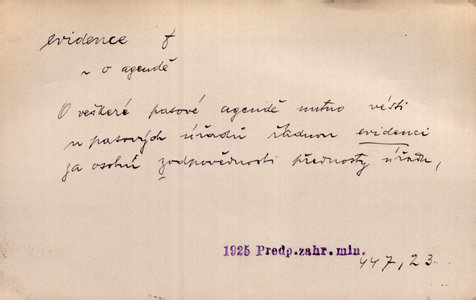 evidence f
~ o agendě
O veškeré pasové agendě nutno vésti
u pasových úřadů řádnou evidenci
za osobní zodpovědnosti přednosty úřadu,
1925 Predp.zahr.min.
447,23